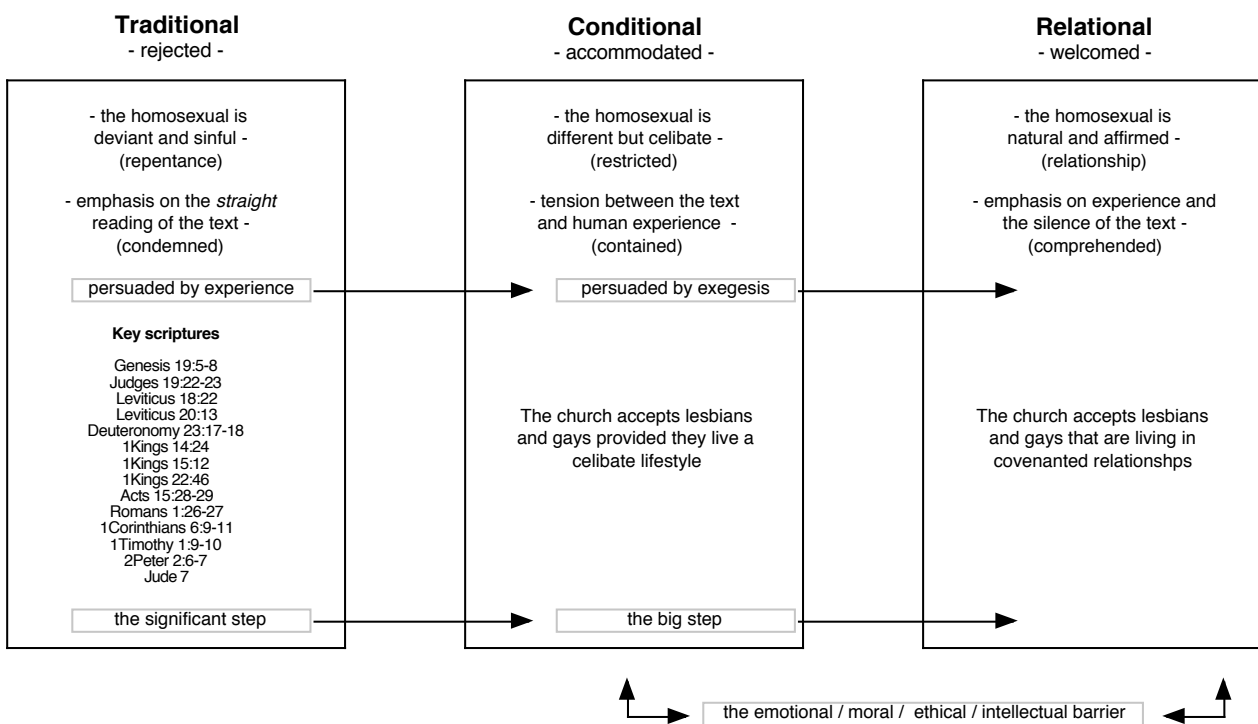 Traditional
- rejected -
- the homosexual is
deviant and sinful -
(repentance)
- emphasis on the straight
reading of the text -
(condemned)
persuaded by experience
Key scriptures
Genesis 19:5-8
Judges 19:22-23
Leviticus 18:22
Leviticus 20:13
Deuteronomy 23:17-18
1Kings 14:24
1Kings 15:12
1Kings 22:46
Acts 15:28-29
Romans 1:26-27
1Corinthians 6:9-11
1Timothy 1:9-10
2Peter 2:6-7
Jude 7
the significant step
Conditional
- accommodated -
- the homosexual is
different but celibate -
(restricted)
- tension between the text
and human experience -
(contained)
persuaded by exegesis
The church accepts lesbians
and gays provided they live a
celibate lifestyle
the big step
Relational
- welcomed -
- the homosexual is
natural and affirmed -
(relationship)
- emphasis on experience and
the silence of the text -
(comprehended)
The church accepts lesbians
and gays that are living in
covenanted relationshps
the emotional / moral / ethical / intellectual barrier